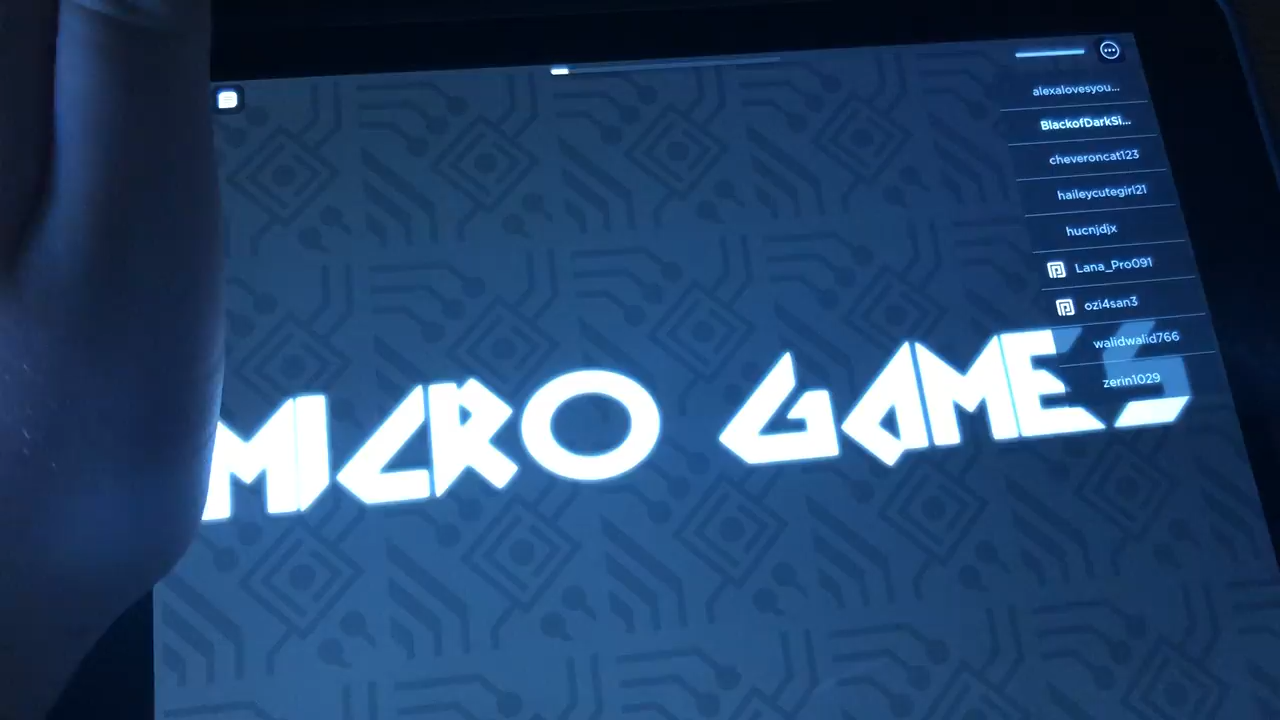 alexalovesyou...
BlackofDarkSi...
cheveroncat123
haileycutegirl21
hucnjdjx
Lana_Pro091
ozi4san3
walidwalid766
zerin1029
MICRO GAMES